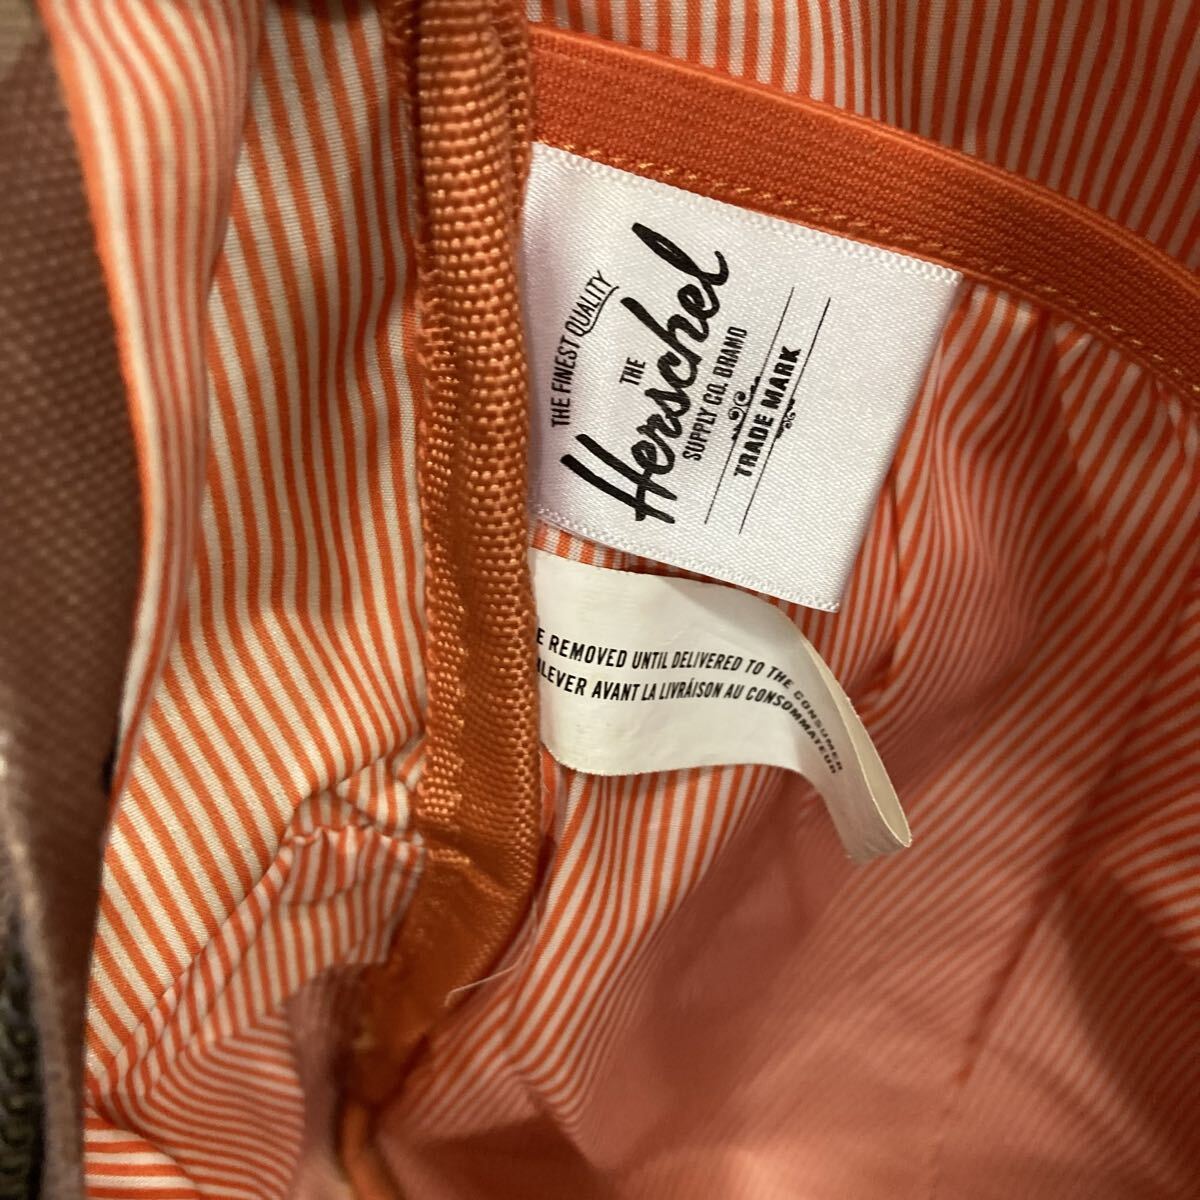 THE FINEST QUALITY
THE
Herschel
SUPPLY CO. BRAND
TRADE MARK
E REMOVED UNTIL DELIVERED TO THE CONSUMER
ALEVER AVANT LA LIVRÁISON AU CONSOMMATEUR